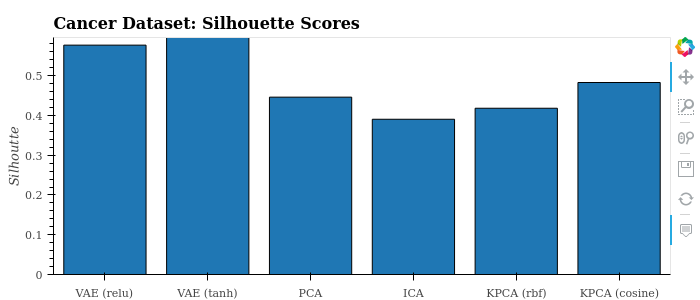 Cancer Dataset: Silhouette Scores
Silhoutte
0.5
0.4
0.3
0.2
0.1
0
VAE (relu) VAE (tanh) PCA ICA KPCA (rbf) KPCA (cosine)